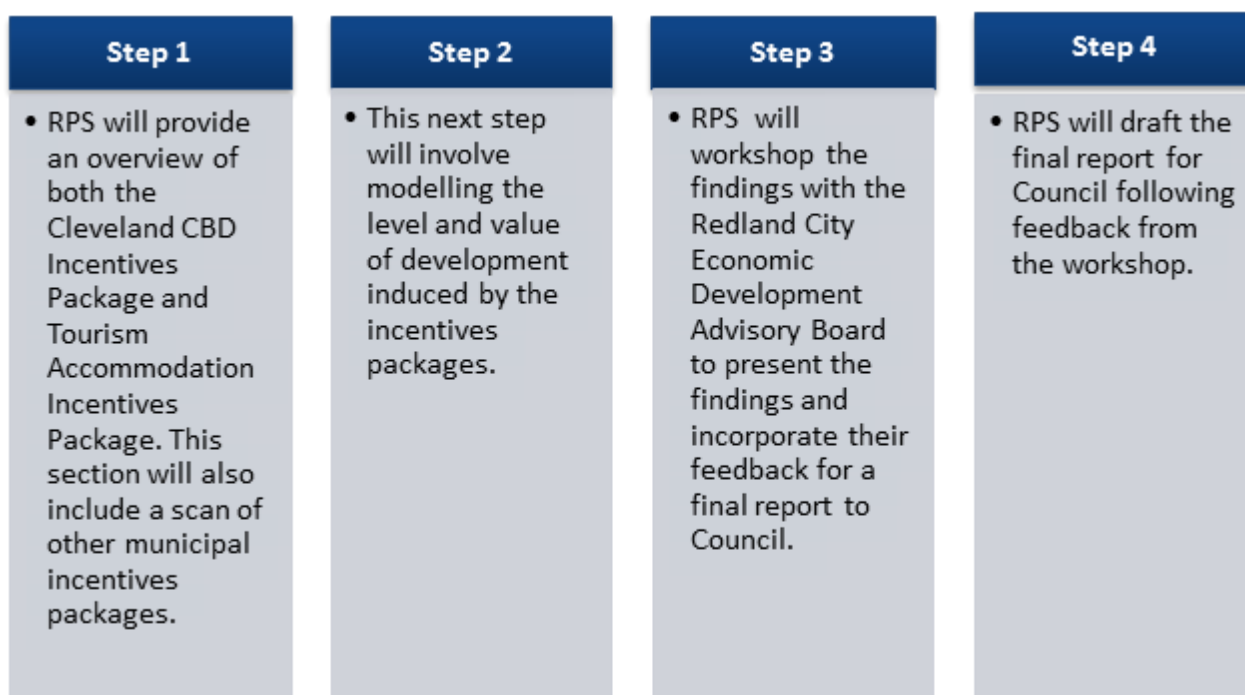 Step 1
• RPS will provide
an overview of
both the
Cleveland CBD
Incentives
Package and
Tourism
Accommodation
Incentives
Package. This
section will also
include a scan of
other municipal
incentives
packages.
Step 2
• This next step
will involve
modelling the
level and value
of development
induced by the
incentives
packages.
Step 3
• RPS will
workshop the
findings with the
Redland City
Economic
Development
Advisory Board
to present the
findings and
incorporate their
feedback for a
final report to
Council.
Step 4
• RPS will draft the
final report for
Council following
feedback from
the workshop.